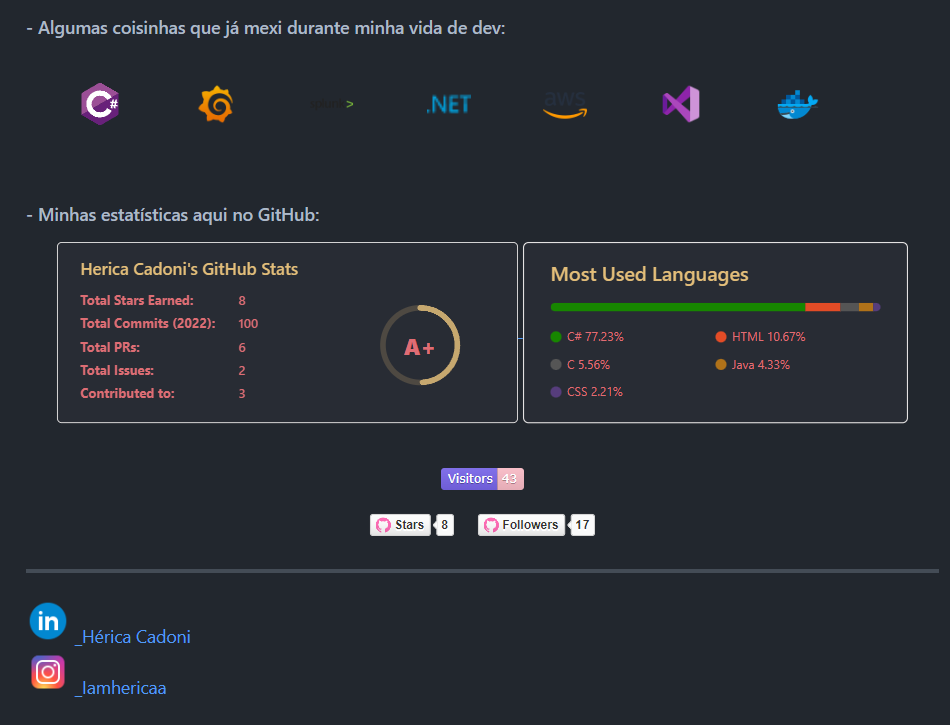 - Algumas coisinhas que já mexi durante minha vida de dev:
C# > .NET aws
- Minhas estatísticas aqui no GitHub:
Herica Cadoni's GitHub Stats
Total Stars Earned: 8
Total Commits (2022): 100
Total PRs: 6
Total Issues: 2
Contributed to: 3
A+
Most Used Languages
C# 77.23% HTML 10.67%
C 5.56% Java 4.33%
CSS 2.21%
Visitors 43
Stars 8 Followers 17
in _Hérica Cadoni
_Iamhericaa